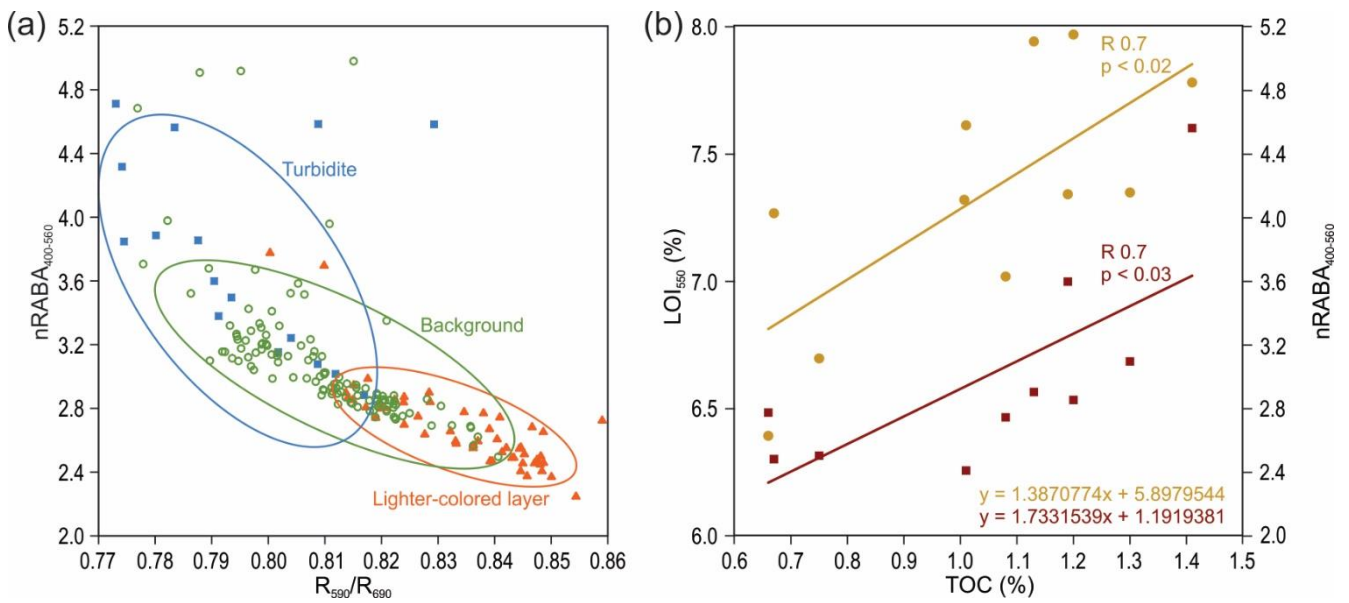 (a)
5.2
4.8
4.4
4.0
3.6
3.2
2.8
2.4
2.0
nRABA400-560
Turbidite
Background
Lighter-colored layer
0.77 0.78 0.79 0.80 0.81 0.82 0.83 0.84 0.85 0.86
R590/R690
(b)
8.0
7.5
7.0
6.5
6.0
LOI550 (%)
R 0.7
p < 0.02
R 0.7
p < 0.03
y = 1.3870774x + 5.8979544
y = 1.7331539x + 1.1919381
5.2
4.8
4.4
4.0
3.6
3.2
2.8
2.4
2.0
nRABA400-560
0.6 0.7 0.8 0.9 1.0 1.1 1.2 1.3 1.4 1.5
TOC (%)